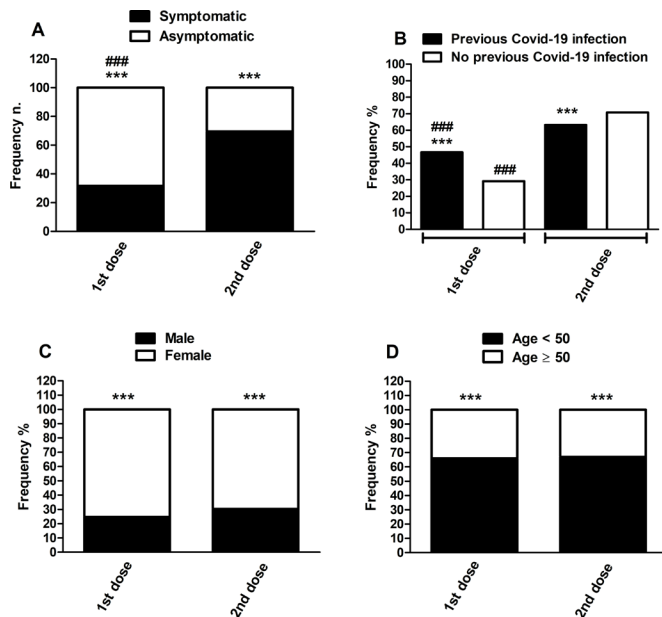 A
Symptomatic
Asymptomatic
Frequency n.
120
100
80
60
40
20
0
###
***
***
1st dose
2nd dose
B
Previous Covid-19 infection
No previous Covid-19 infection
Frequency %
100
90
80
70
60
50
40
30
20
10
0
###
***
###
***
1st dose
2nd dose
C
Male
Female
Frequency %
120
110
100
90
80
70
60
50
40
30
20
10
0
***
***
1st dose
2nd dose
D
Age < 50
Age ≥ 50
Frequency %
120
110
100
90
80
70
60
50
40
30
20
10
0
***
***
1st dose
2nd dose